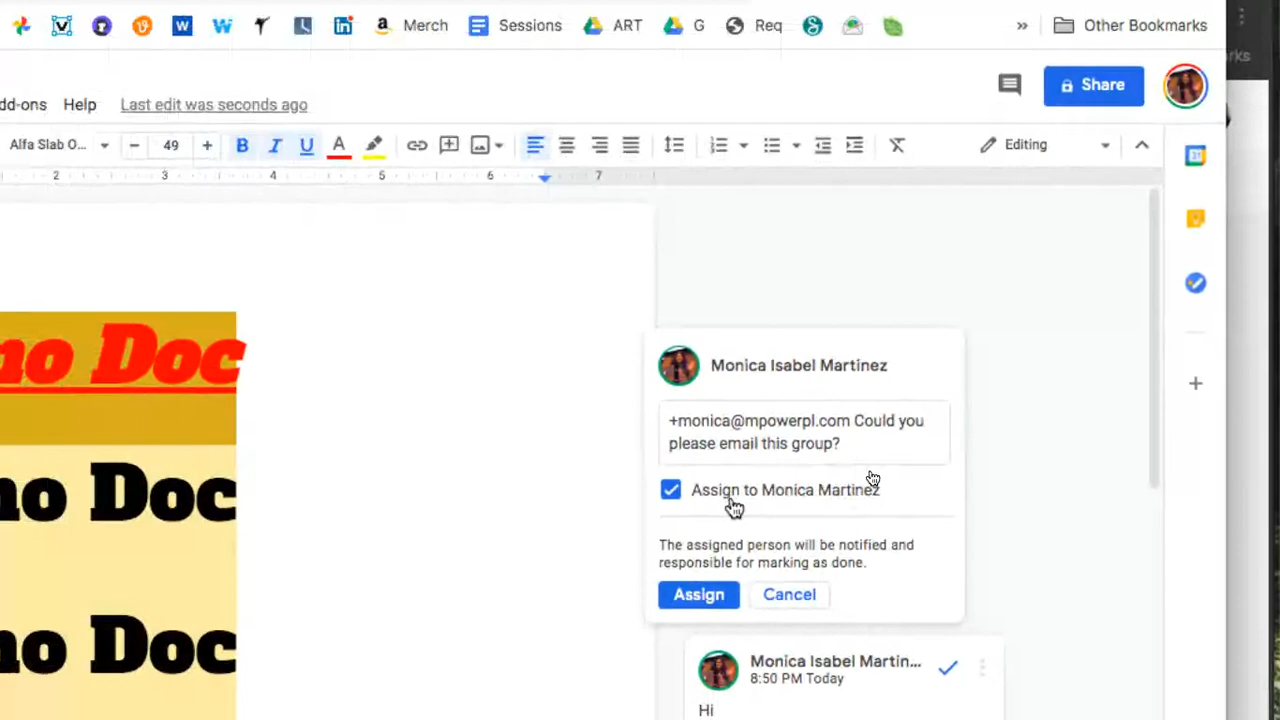 Merch Sessions ART G Req » Other Bookmarks
rks
dd-ons Help Last edit was seconds ago Share
Alfa Slab O... − 49 + B I U A Editing
2 3 4 5 6 7
no Doc
no Doc
no Doc
Monica Isabel Martinez
+monica@mpowerpl.com Could you
please email this group?
Assign to Monica Martinez
The assigned person will be notified and
responsible for marking as done.
Assign Cancel
Monica Isabel Martin...
8:50 PM Today
Hi